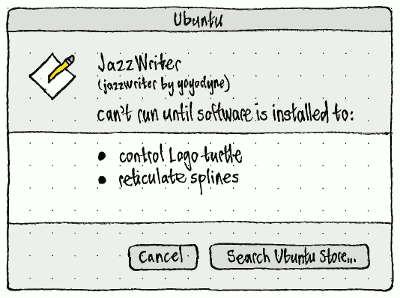 Ubuntu
JazzWriter
(jazzwriter by yoyodyne)
can't run until software is installed to:
• control Logo turtle
• reticulate splines
Cancel
Search Ubuntu Store...